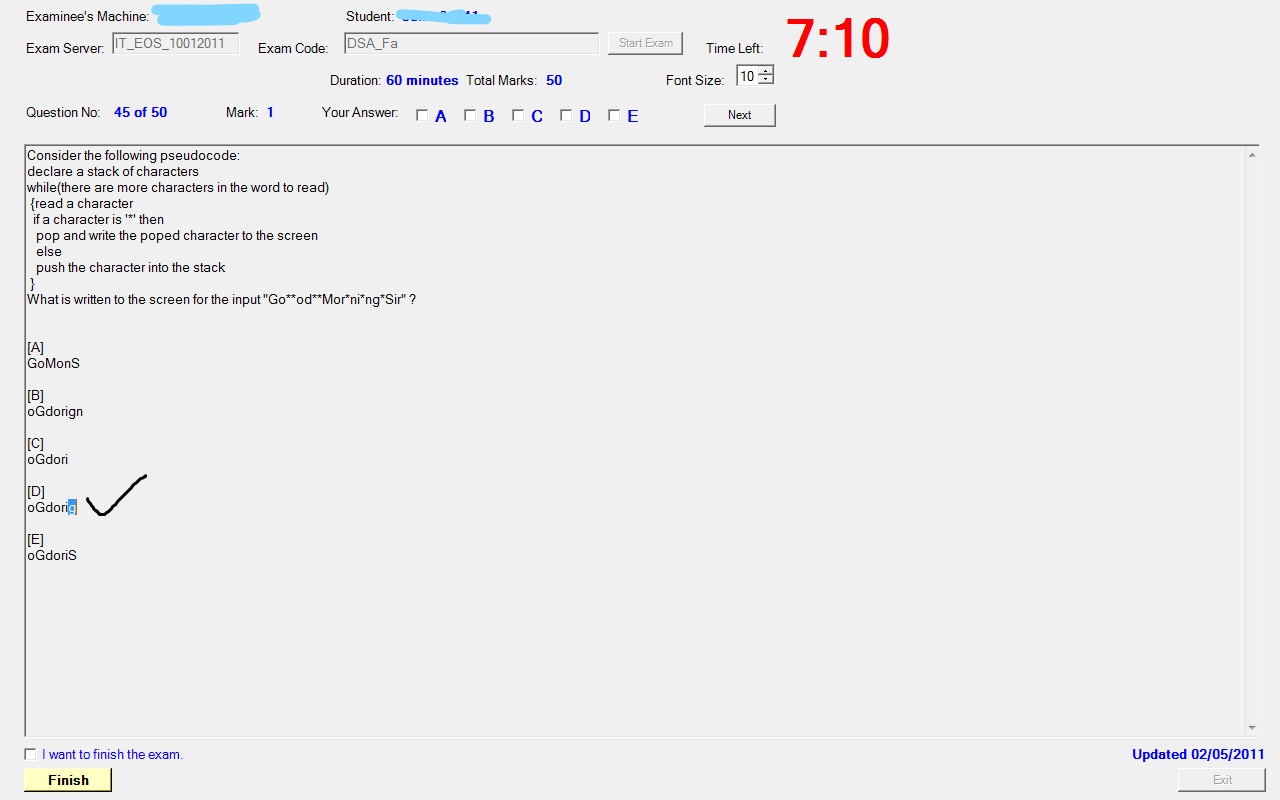 Examinee's Machine: Student:
Exam Server: IT_EOS_10012011 Exam Code: DSA_Fa Start Exam Time Left: 7:10
Duration: 60 minutes Total Marks: 50 Font Size: 10
Question No: 45 of 50 Mark: 1 Your Answer: A B C D E Next
Consider the following pseudocode:
declare a stack of characters
while(there are more characters in the word to read)
{read a character
if a character is '*' then
pop and write the poped character to the screen
else
push the character into the stack
}
What is written to the screen for the input "Go**od**Mor*ni*ng*Sir" ?
[A]
GoMonS
[B]
oGdorign
[C]
oGdori
[D]
oGdorig
[E]
oGdoriS
I want to finish the exam. Updated 02/05/2011
Finish Exit